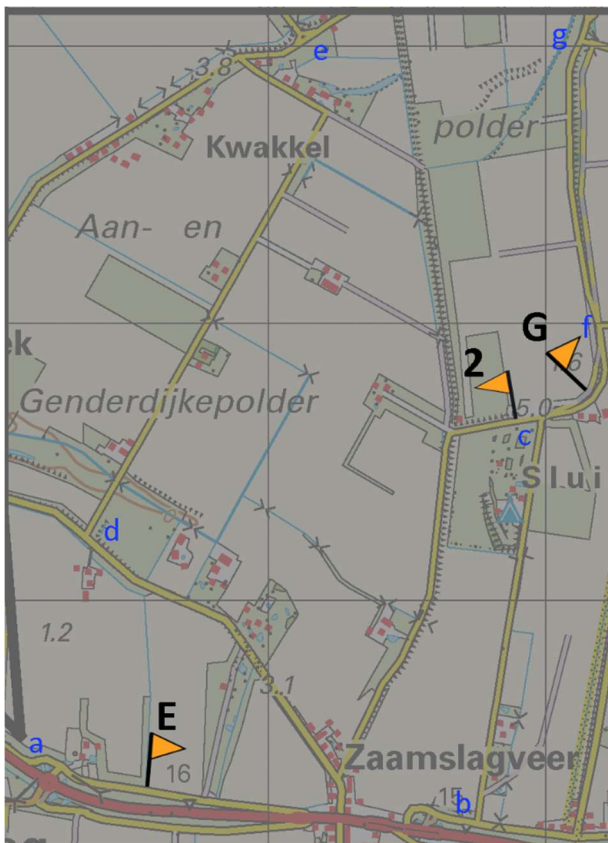 g
e
3.8
Kwakkel
polder
Aan- en
f
G
ek
2
Genderdijkepolder
5.0
c
Slui
d
1.2
3.1
E
a
16
Zaamslagveer
15
b